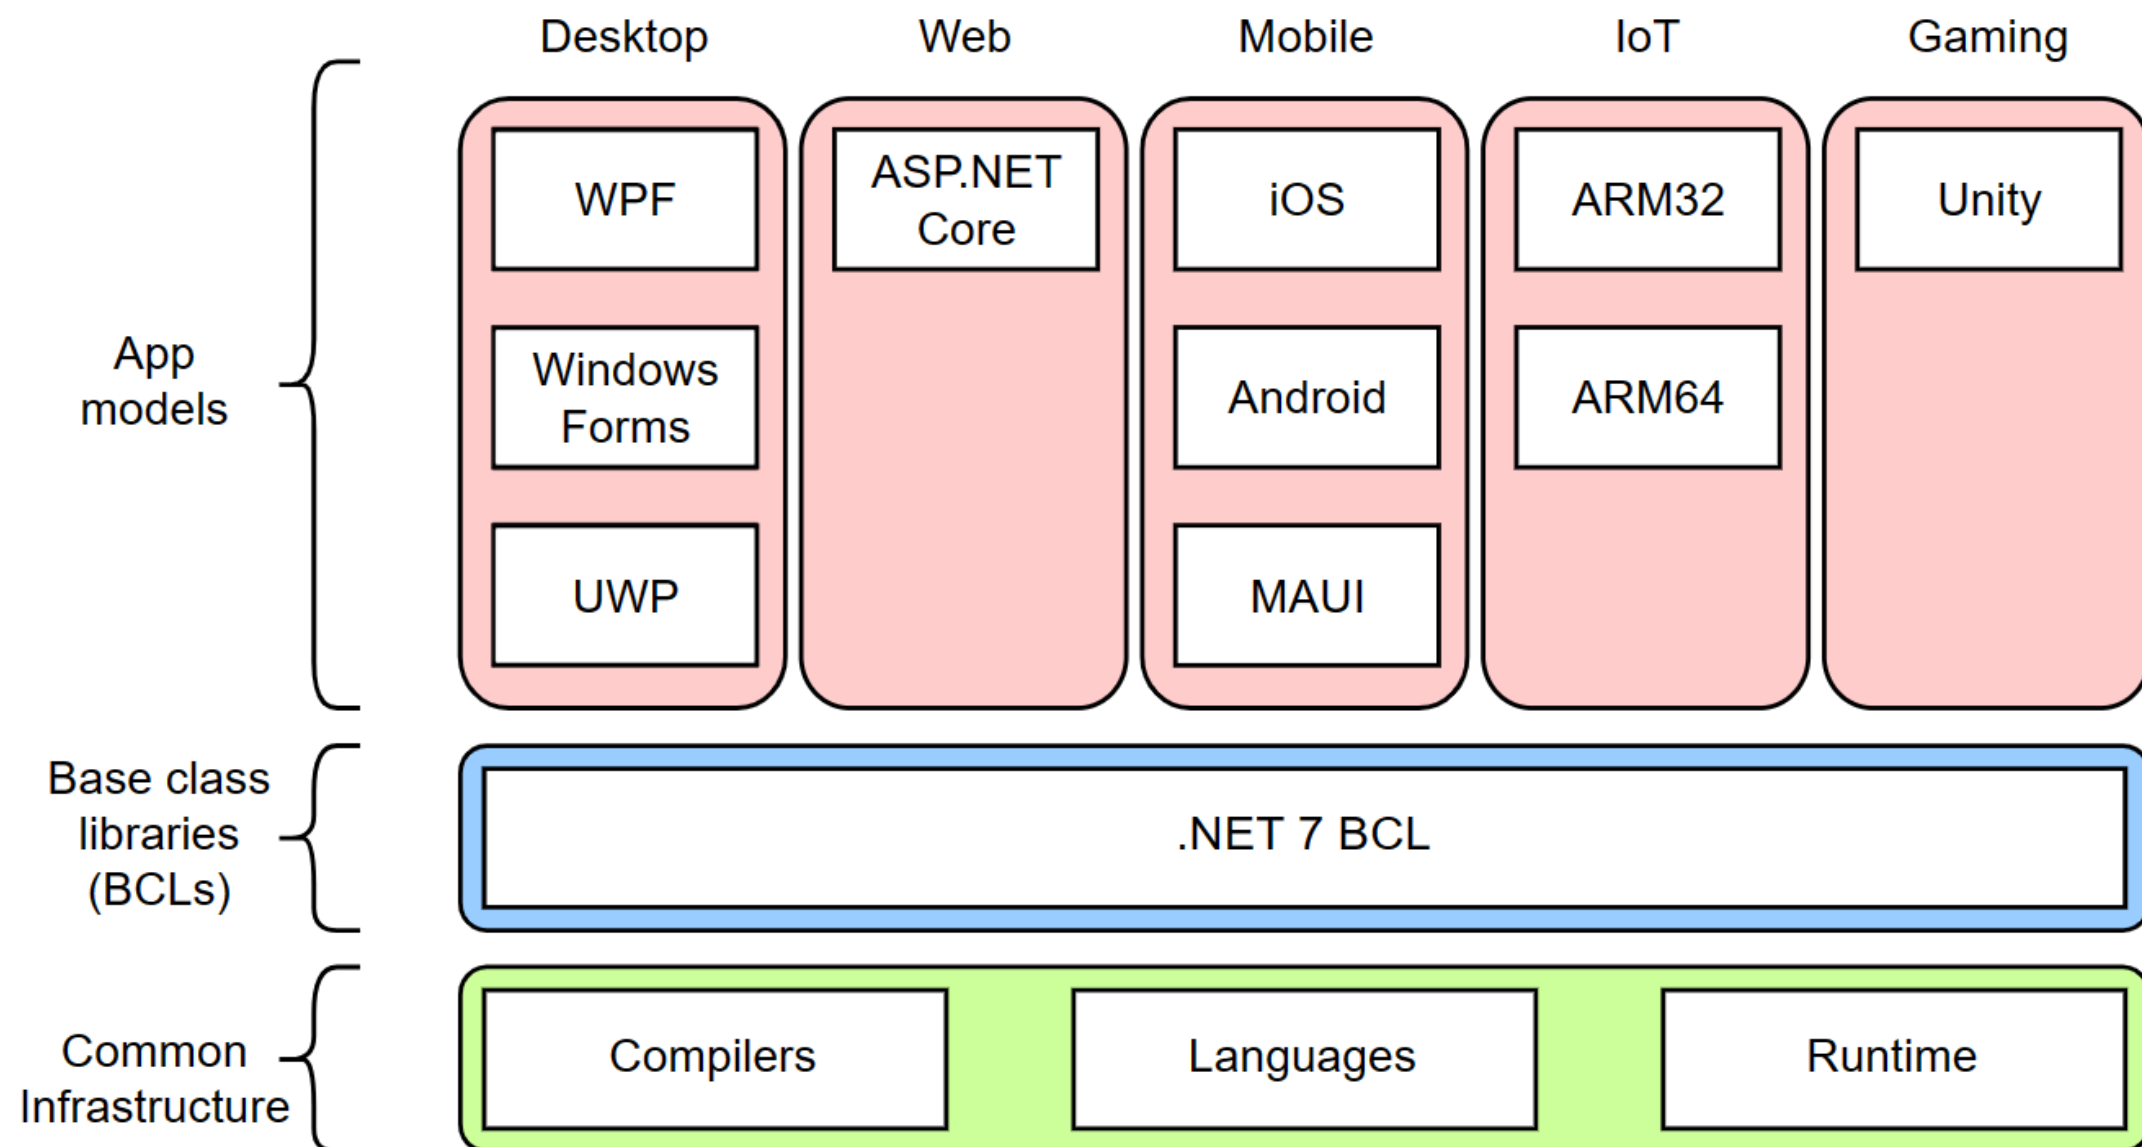 Desktop
Web
Mobile
IoT
Gaming
App
models
WPF
ASP.NET
Core
iOS
ARM32
Unity
Windows
Forms
Android
ARM64
UWP
MAUI
Base class
libraries
(BCLs)
.NET 7 BCL
Common
Infrastructure
Compilers
Languages
Runtime